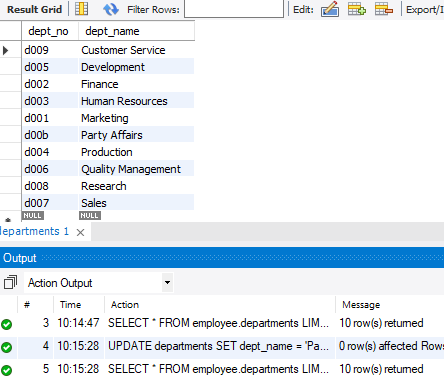 Result Grid Filter Rows: Edit: Export/I
dept_no dept_name
d009 Customer Service
d005 Development
d002 Finance
d003 Human Resources
d001 Marketing
d00b Party Affairs
d004 Production
d006 Quality Management
d008 Research
d007 Sales
NULL NULL
departments 1
Output
Action Output
# Time Action Message
3 10:14:47 SELECT * FROM employee.departments LIM... 10 row(s) returned
4 10:15:28 UPDATE departments SET dept_name = 'Pa... 0 row(s) affected Rows
5 10:15:28 SELECT * FROM employee.departments LIM... 10 row(s) returned